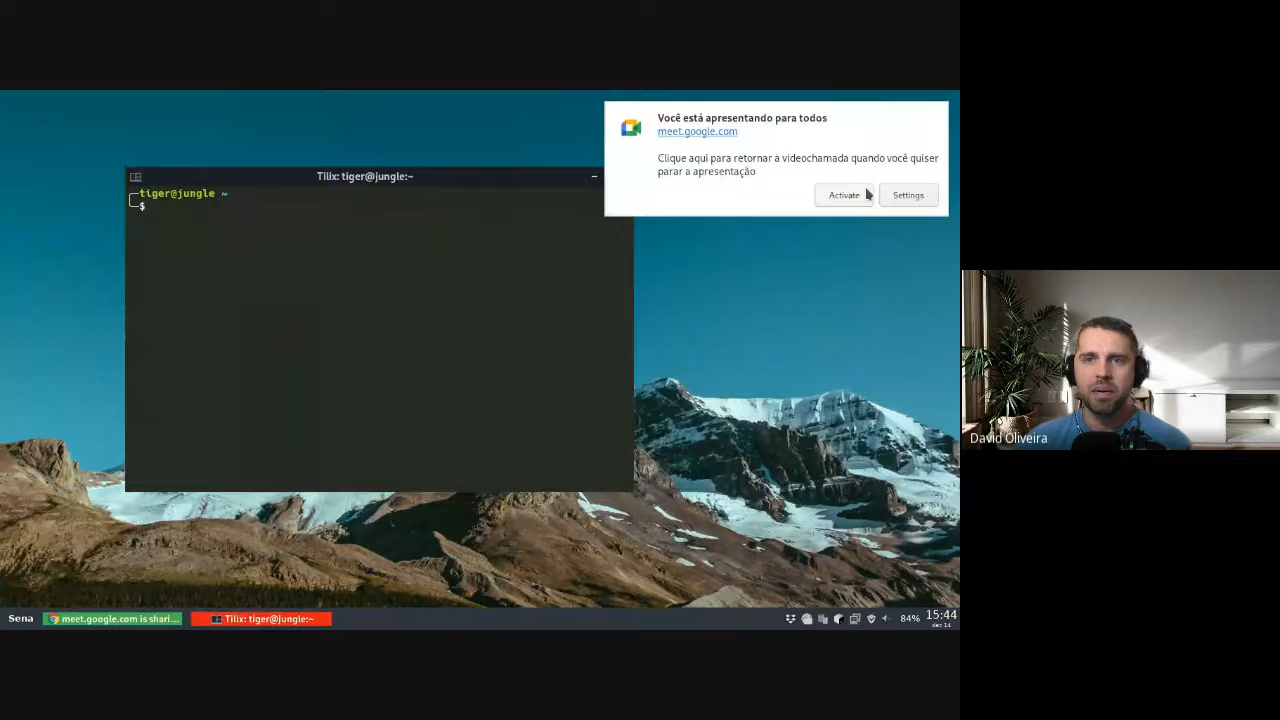 Você está apresentando para todos
meet.google.com
Clique aqui para retornar à videochamada quando você quiser
parar a apresentação
Activate
Settings
Tilix: tiger@jungle:~
tiger@jungle ~
$
David Oliveira
Sena
meet.google.com is shari...
Tilix: tiger@jungle:~
84%
15:44
dez 14